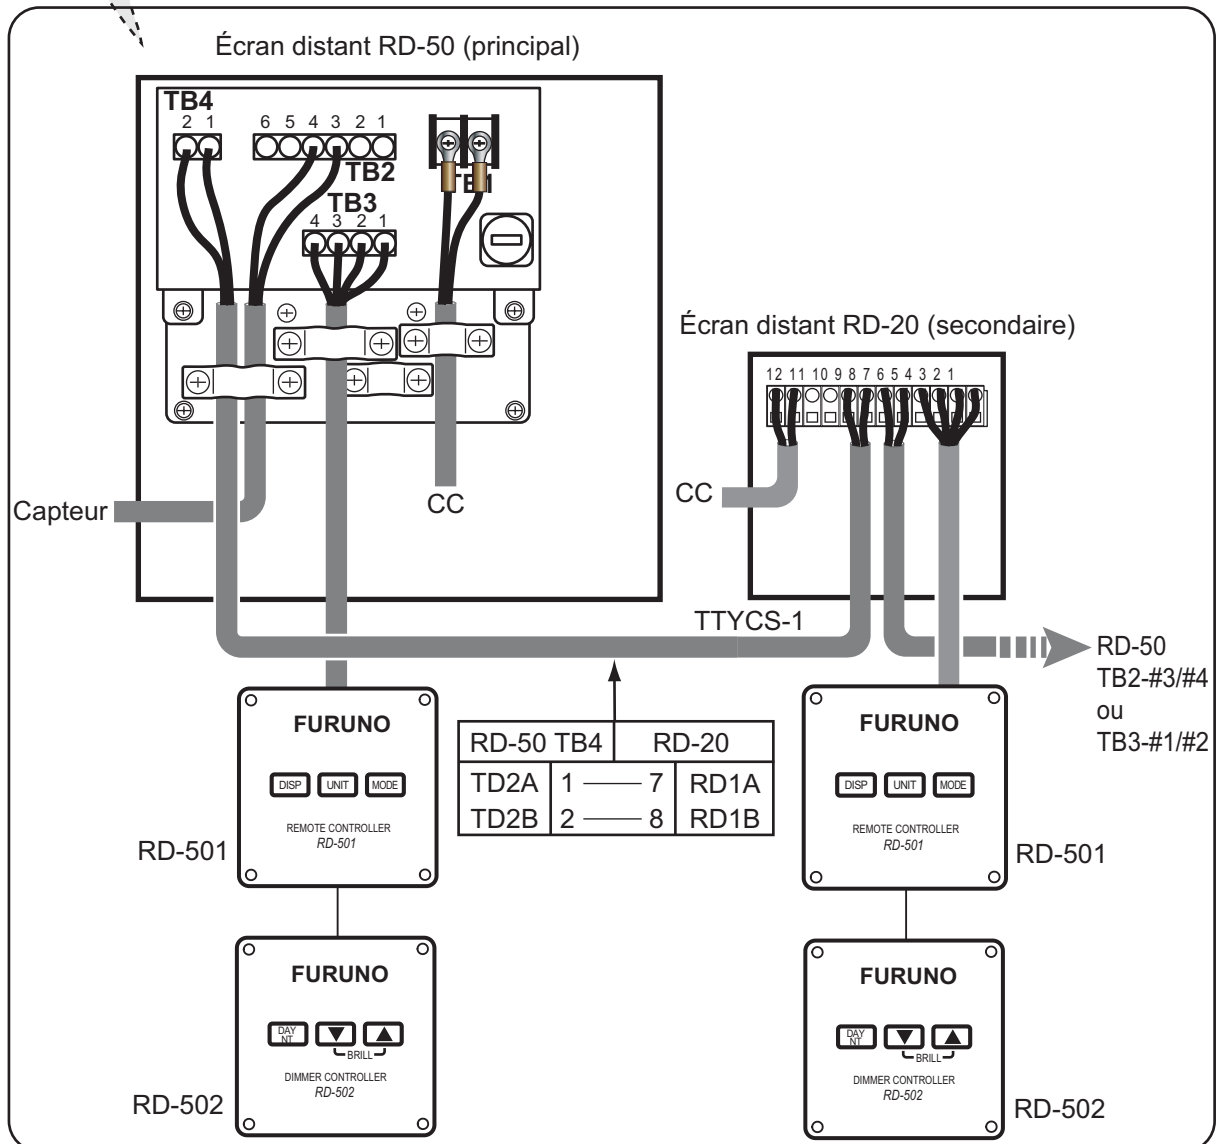 Écran distant RD-50 (principal)
TB4
2 1
6 5 4 3 2 1
TB2
TB3
4 3 2 1
Écran distant RD-20 (secondaire)
12 11 10 9 8 7 6 5 4 3 2 1
Capteur
CC
CC
TTYCS-1
RD-50
TB2-#3/#4
ou
TB3-#1/#2
RD-50 TB4 RD-20
TD2A 1 7 RD1A
TD2B 2 8 RD1B
FURUNO
DISP UNIT MODE
REMOTE CONTROLLER
RD-501
RD-501
FURUNO
DISP UNIT MODE
REMOTE CONTROLLER
RD-501
RD-501
FURUNO
DAY
NT
BRILL
DIMMER CONTROLLER
RD-502
RD-502
FURUNO
DAY
NT
BRILL
DIMMER CONTROLLER
RD-502
RD-502